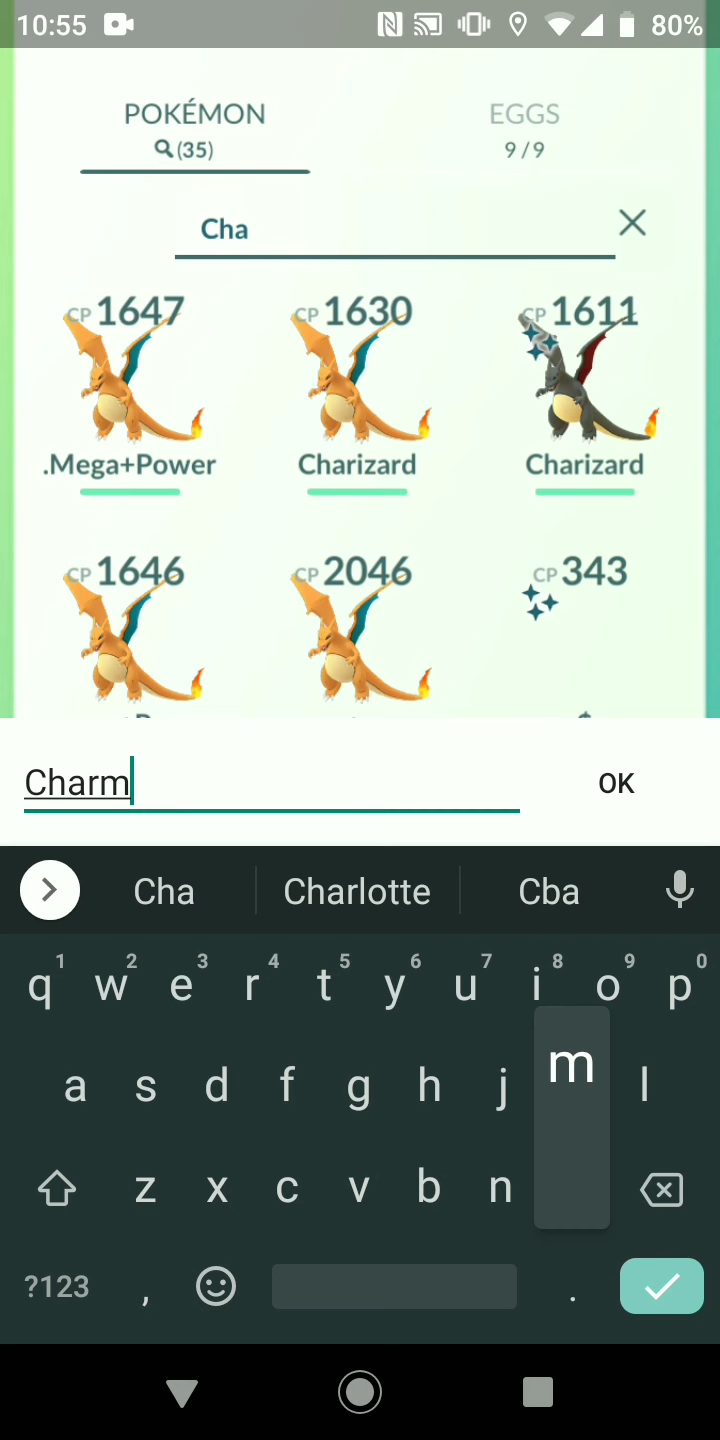 10:55 80%
POKÉMON EGGS
(35) 9 / 9
Cha
CP 1647 CP 1630 CP 1611
.Mega+Power Charizard Charizard
CP 1646 CP 2046 CP 343
Charm OK
Cha Charlotte Cba
1 2 3 4 5 6 7 8 9 0
q w e r t y u i o p
a s d f g h j m l
z x c v b n
?123 , .